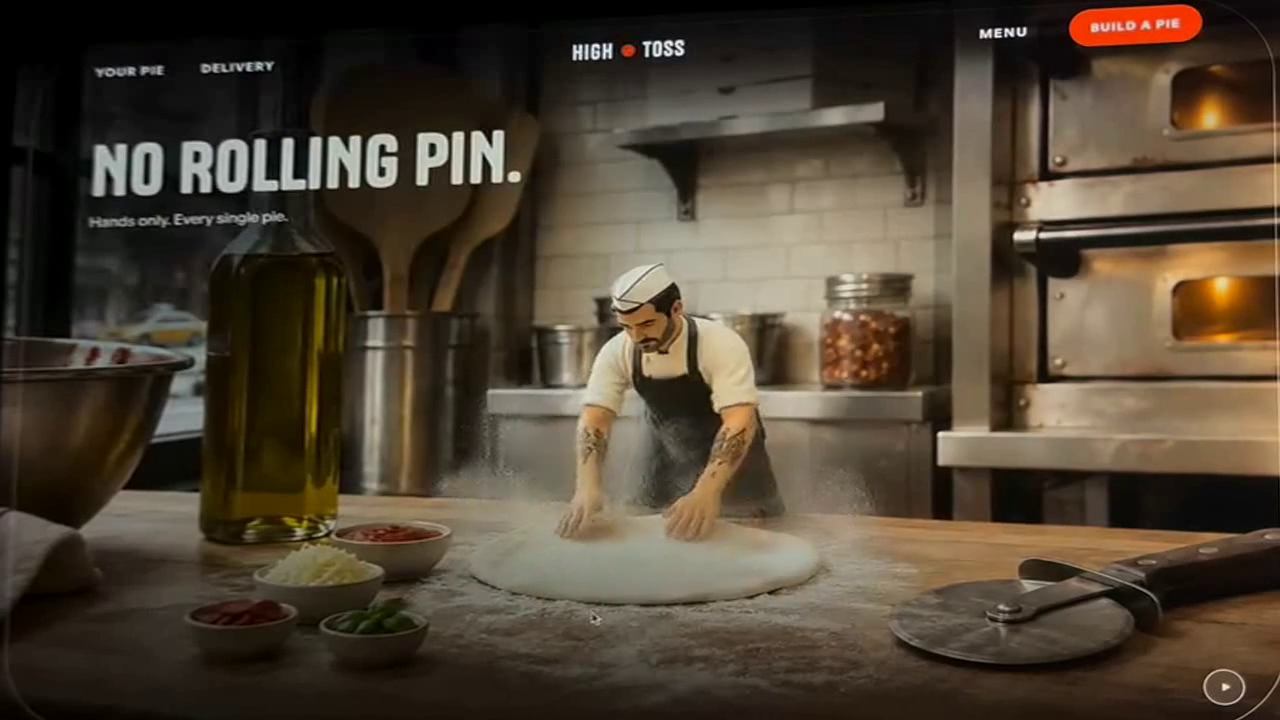 YOUR PIE
DELIVERY
HIGH TOSS
MENU
BUILD A PIE
NO ROLLING PIN.
Hands only. Every single pie.